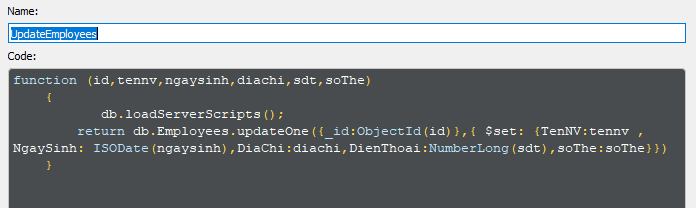 Name:
UpdateEmployees
Code:
function (id,tennv,ngaysinh,diachi,sdt,soThe)
{
db.loadServerScripts();
return db.Employees.updateOne({_id:ObjectId(id)},{ $set: {TenNV:tennv ,
NgaySinh: ISODate(ngaysinh),DiaChi:diachi,DienThoai:NumberLong(sdt),soThe:soThe}})
}